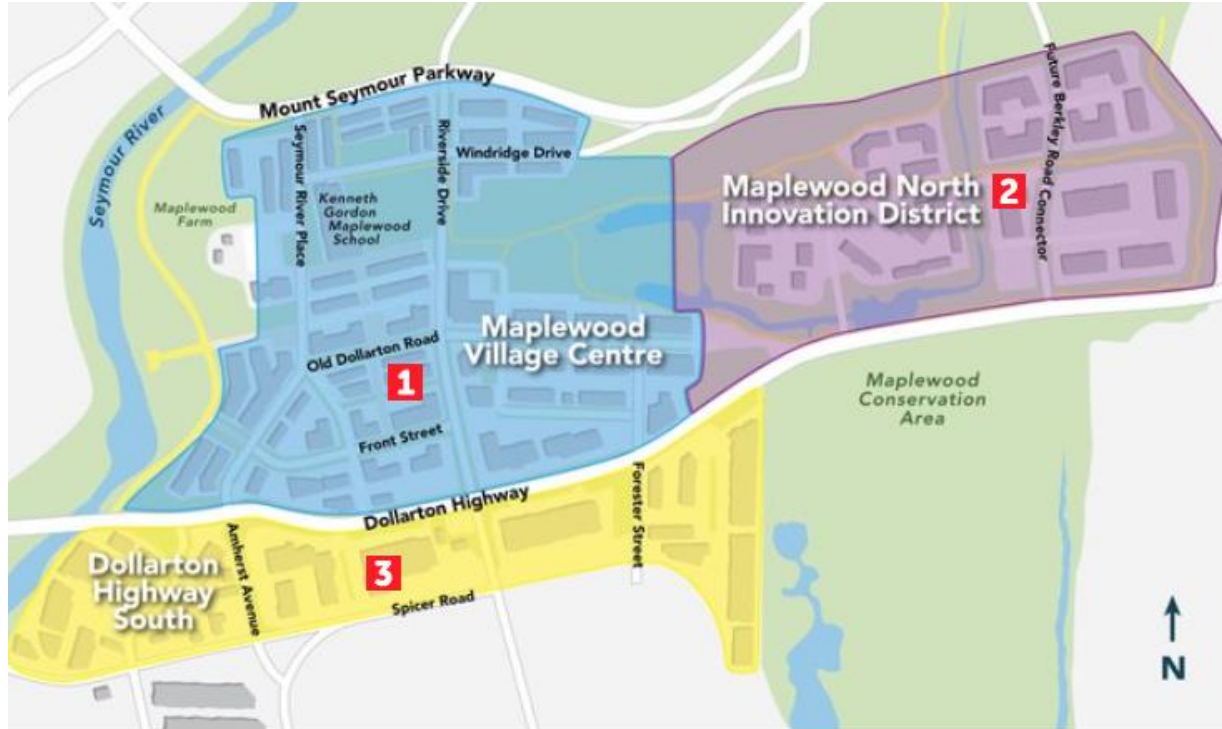 Mount Seymour Parkway
Seymour River
Seymour River Place
Riverside Drive
Windridge Drive
Future Berkley Road Connector
Maplewood
Farm
Kenneth
Gordon
Maplewood
School
Maplewood North
Innovation District
2
Maplewood
Village Centre
Old Dollarton Road
1
Front Street
Maplewood
Conservation
Area
Dollarton Highway
Forester Street
Amherst Avenue
Dollarton
Highway
South
3
Spicer Road
N